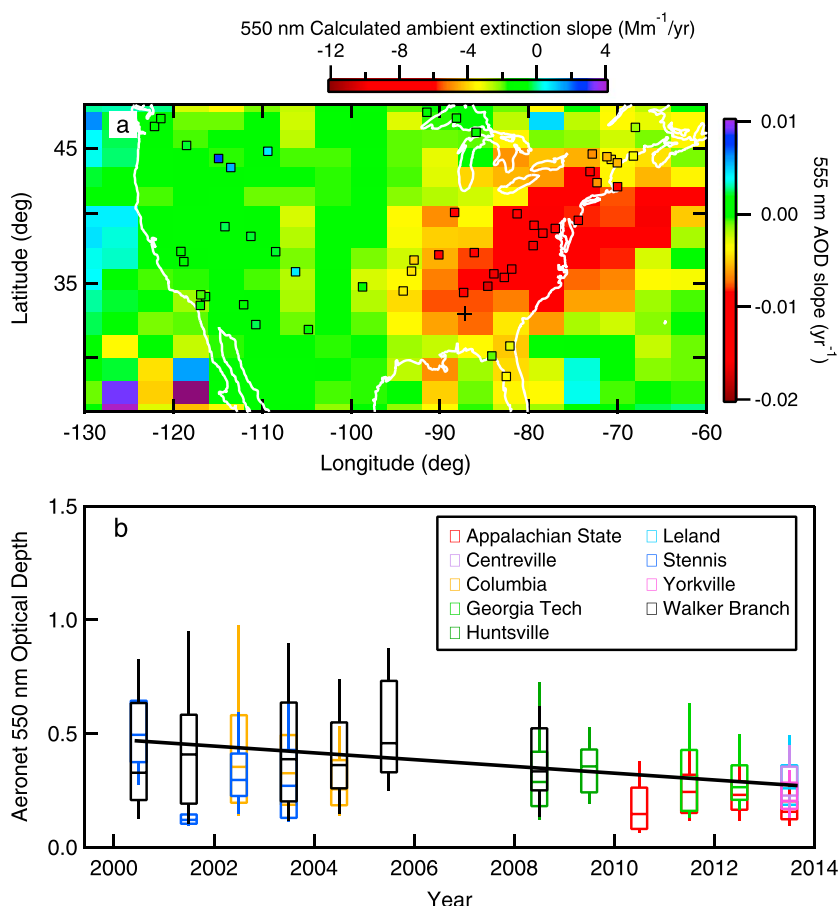 550 nm Calculated ambient extinction slope (Mm⁻¹/yr)
-12 -8 -4 0 4
a
45
35
Latitude (deg)
-130 -120 -110 -100 -90 -80 -70 -60
Longitude (deg)
0.01
0.00
-0.01
-0.02
555 nm AOD slope (yr⁻¹)
b
1.5
1.0
0.5
0.0
Aeronet 550 nm Optical Depth
Appalachian State
Centreville
Columbia
Georgia Tech
Huntsville
Leland
Stennis
Yorkville
Walker Branch
2000 2002 2004 2006 2008 2010 2012 2014
Year